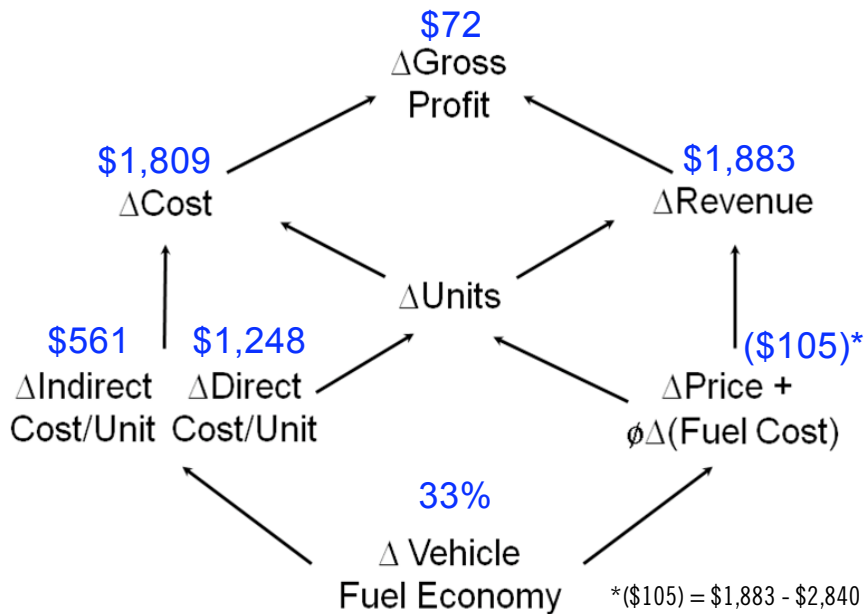 $72
ΔGross
Profit
$1,809
ΔCost
$1,883
ΔRevenue
ΔUnits
$561
ΔIndirect
Cost/Unit
$1,248
ΔDirect
Cost/Unit
($105)*
ΔPrice +
ϕΔ(Fuel Cost)
33%
Δ Vehicle
Fuel Economy
*($105) = $1,883 - $2,840